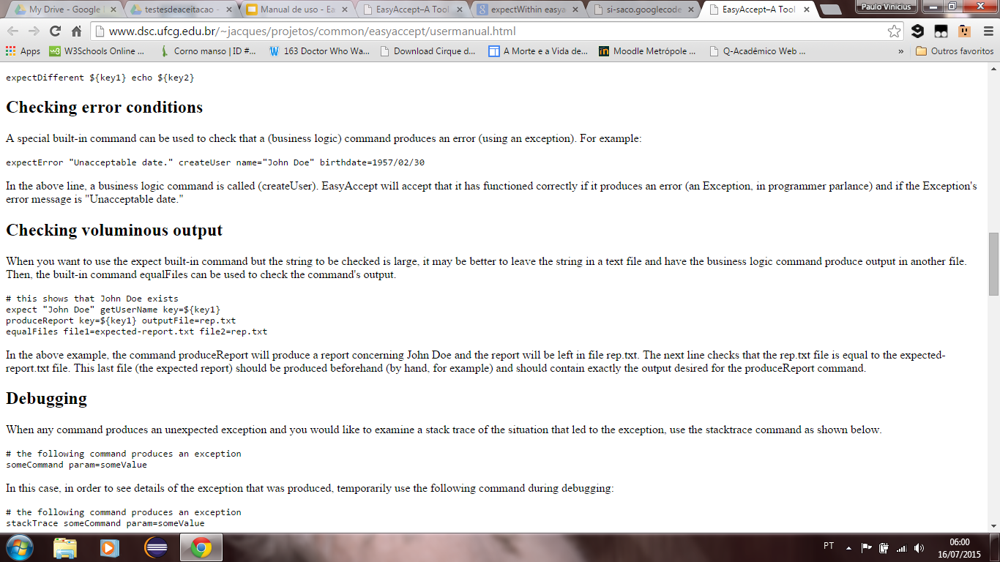 My Drive - Google
testesdeaceitacao -
Manual de uso - Ea
EasyAccept–A Tool
expectWithin easya
si-saco.googlecode
EasyAccept–A Tool
Paulo Vinicius
www.dsc.ufcg.edu.br/~jacques/projetos/common/easyaccept/usermanual.html
Apps
W3Schools Online ...
Corno manso | ID #...
163 Doctor Who Wa...
Download Cirque d...
A Morte e a Vida de...
Moodle Metrópole ...
Q-Acadêmico Web ...
»
Outros favoritos
expectDifferent ${key1} echo ${key2}
Checking error conditions
A special built-in command can be used to check that a (business logic) command produces an error (using an exception). For example:
expectError "Unacceptable date." createUser name="John Doe" birthdate=1957/02/30
In the above line, a business logic command is called (createUser). EasyAccept will accept that it has functioned correctly if it produces an error (an Exception, in programmer parlance) and if the Exception's
error message is "Unacceptable date."
Checking voluminous output
When you want to use the expect built-in command but the string to be checked is large, it may be better to leave the string in a text file and have the business logic command produce output in another file.
Then, the built-in command equalFiles can be used to check the command's output.
# this shows that John Doe exists
expect "John Doe" getUserName key=${key1}
produceReport key=${key1} outputFile=rep.txt
equalFiles file1=expected-report.txt file2=rep.txt
In the above example, the command produceReport will produce a report concerning John Doe and the report will be left in file rep.txt. The next line checks that the rep.txt file is equal to the expected-
report.txt file. This last file (the expected report) should be produced beforehand (by hand, for example) and should contain exactly the output desired for the produceReport command.
Debugging
When any command produces an unexpected exception and you would like to examine a stack trace of the situation that led to the exception, use the stacktrace command as shown below.
# the following command produces an exception
someCommand param=someValue
In this case, in order to see details of the exception that was produced, temporarily use the following command during debugging:
# the following command produces an exception
stackTrace someCommand param=someValue
PT
06:00
16/07/2015